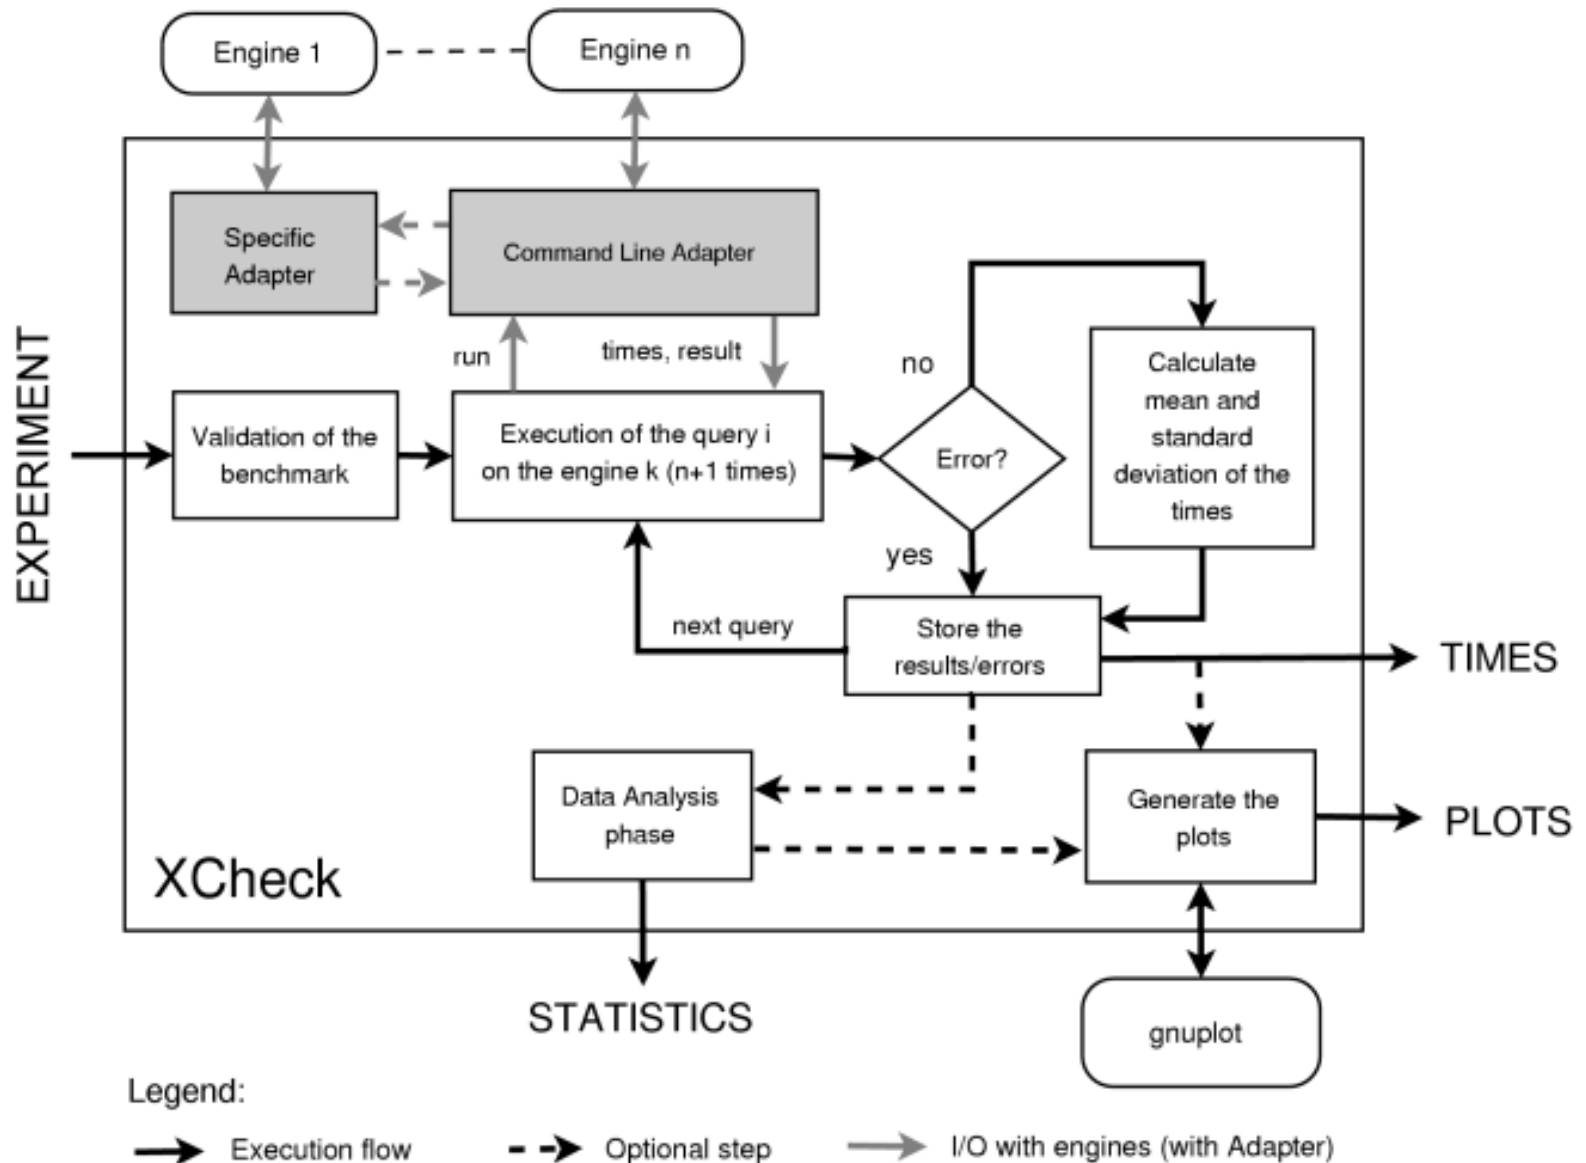 Engine 1
Engine n
Specific
Adapter
Command Line Adapter
run
times, result
no
Calculate
mean and
standard
deviation of the
times
EXPERIMENT
Validation of the
benchmark
Execution of the query i
on the engine k (n+1 times)
Error?
yes
next query
Store the
results/errors
TIMES
Data Analysis
phase
Generate the
plots
PLOTS
XCheck
STATISTICS
gnuplot
Legend:
Execution flow
Optional step
I/O with engines (with Adapter)